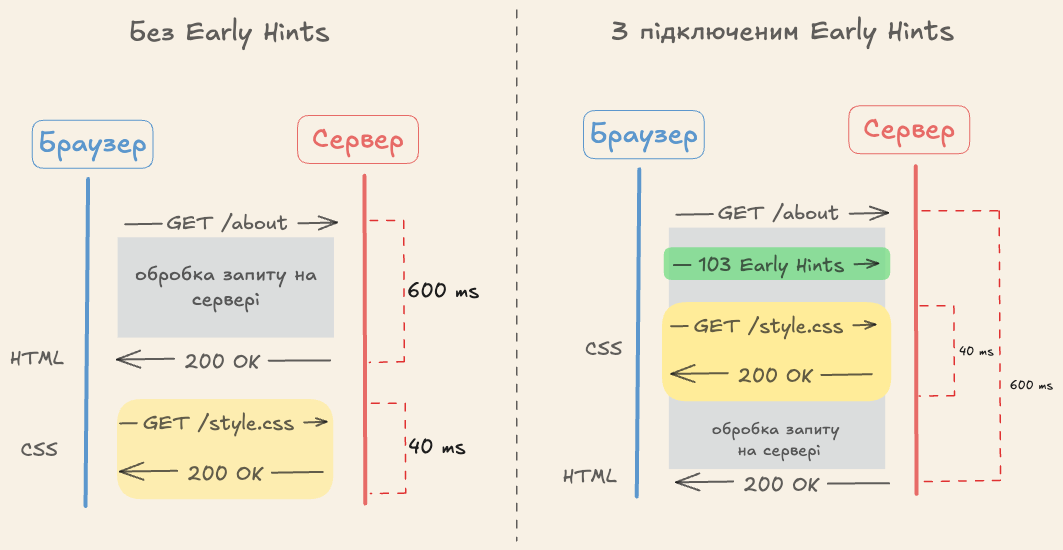 Без Early Hints
Браузер
Сервер
GET /about
обробка запиту на
сервері
600 ms
HTML
200 OK
GET /style.css
CSS
40 ms
200 OK
З підключеним Early Hints
Браузер
Сервер
GET /about
103 Early Hints
GET /style.css
CSS
40 ms
200 OK
600 ms
обробка запиту
на сервері
HTML
200 OK